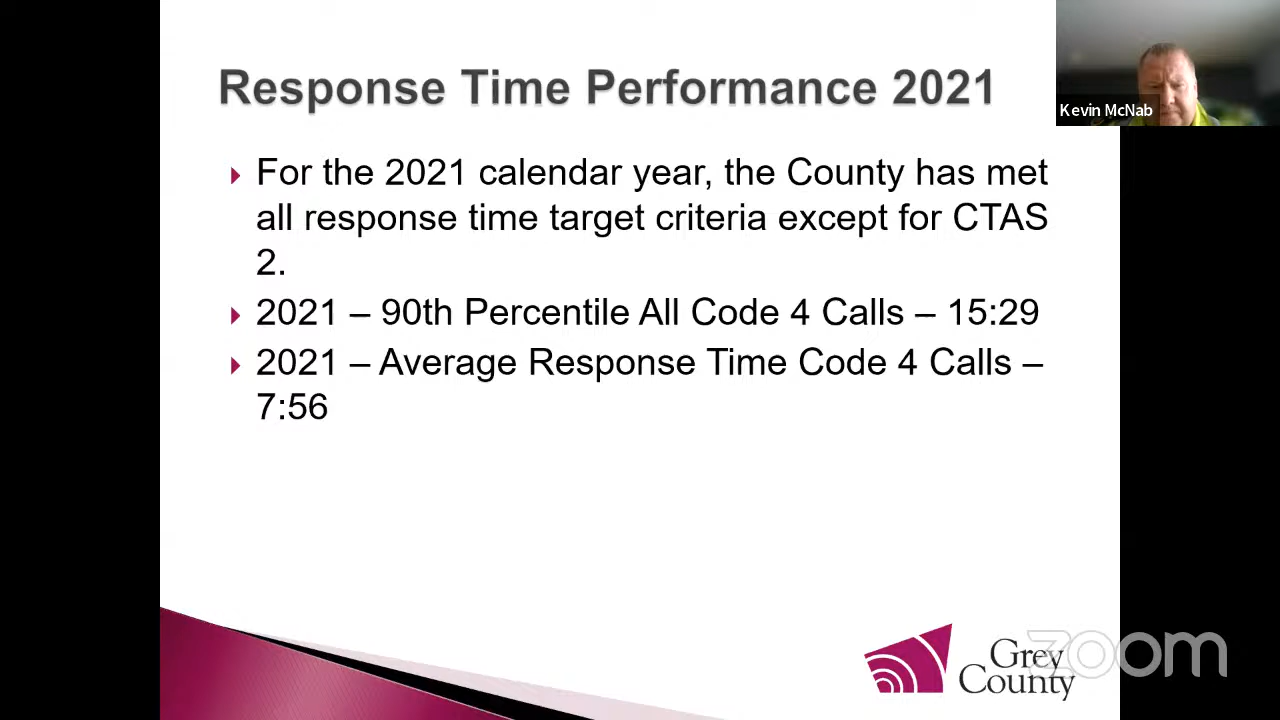 Response Time Performance 2021
Kevin McNab
For the 2021 calendar year, the County has met
all response time target criteria except for CTAS
2.
2021 – 90th Percentile All Code 4 Calls – 15:29
2021 – Average Response Time Code 4 Calls –
7:56
Grey
County
zoom